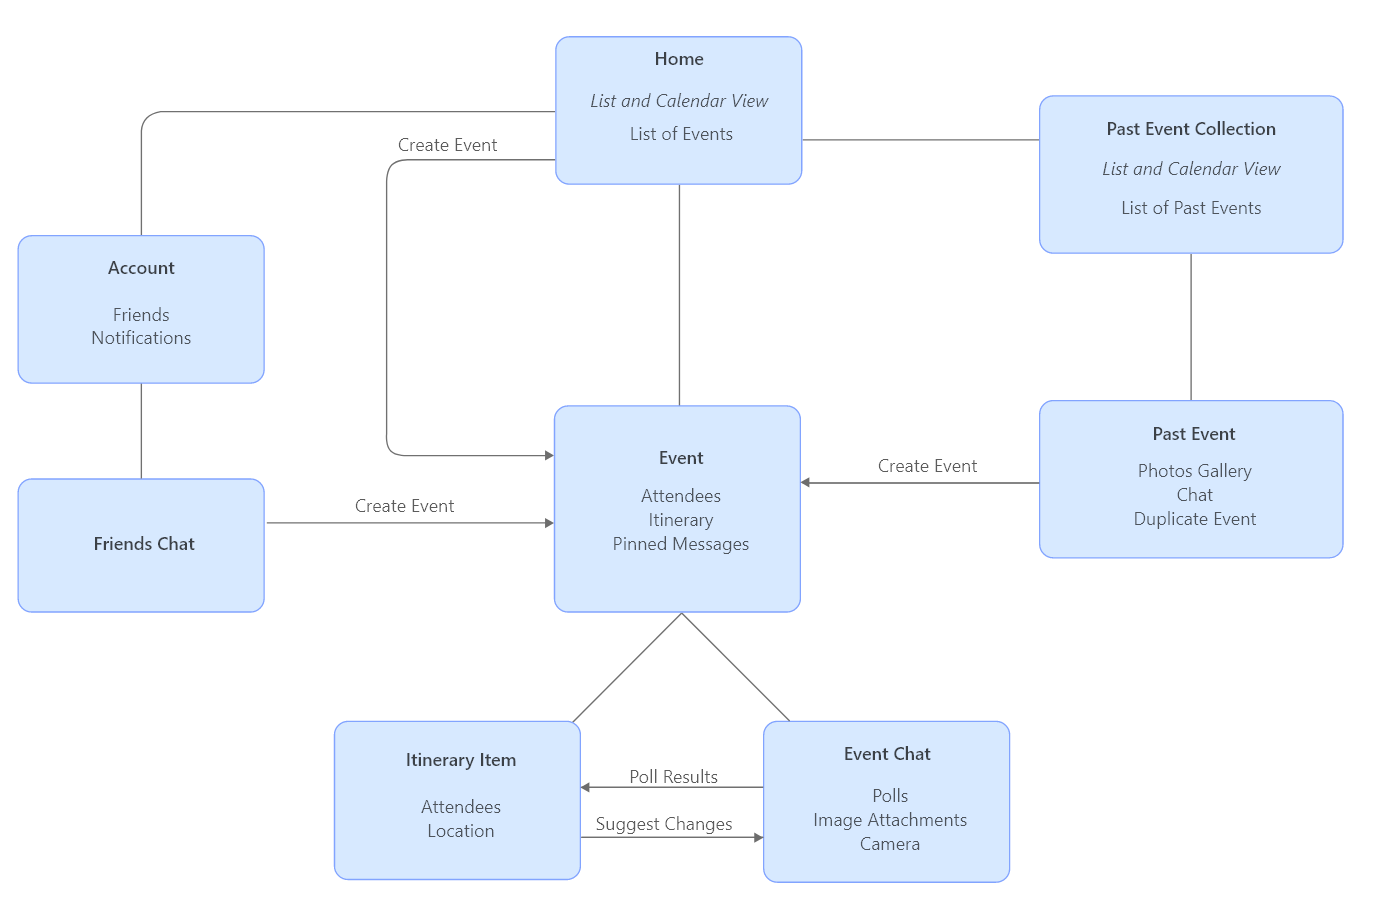 Home
List and Calendar View
List of Events
Past Event Collection
List and Calendar View
List of Past Events
Create Event
Account
Friends
Notifications
Event
Attendees
Itinerary
Pinned Messages
Create Event
Past Event
Photos Gallery
Chat
Duplicate Event
Create Event
Friends Chat
Itinerary Item
Attendees
Location
Poll Results
Suggest Changes
Event Chat
Polls
Image Attachments
Camera